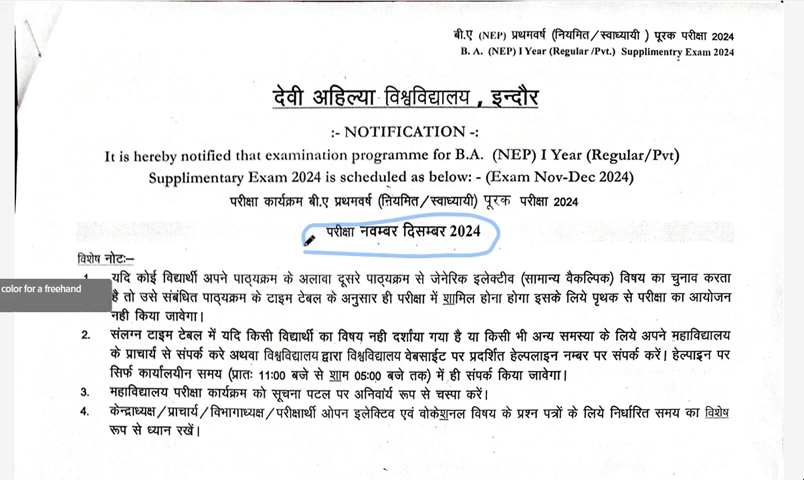 बी.ए (NEP) प्रथमवर्ष (नियमित/स्वाध्यायी ) पूरक परीक्षा 2024
B. A. (NEP) I Year (Regular /Pvt.) Supplimentry Exam 2024
देवी अहिल्या विश्वविद्यालय , इन्दौर
:- NOTIFICATION -:
It is hereby notified that examination programme for B.A. (NEP) I Year (Regular/Pvt)
Supplimentary Exam 2024 is scheduled as below: - (Exam Nov-Dec 2024)
परीक्षा कार्यक्रम बी.ए प्रथमवर्ष (नियमित/स्वाध्यायी) पूरक परीक्षा 2024
परीक्षा नवम्बर दिसम्बर 2024
विशेष नोटः–
1. यदि कोई विद्यार्थी अपने पाठ्यक्रम के अलावा दूसरे पाठ्यक्रम से जेनेरिक इलेक्टीव (सामान्य वैकल्पिक) विषय का चुनाव करता
color for a freehand
है तो उसे संबंधित पाठ्यक्रम के टाइम टेबल के अनुसार ही परीक्षा में शामिल होना होगा इसके लिये पृथक से परीक्षा का आयोजन
नही किया जावेगा।
2. संलग्न टाइम टेबल में यदि किसी विद्यार्थी का विषय नही दर्शाया गया है या किसी भी अन्य समस्या के लिये अपने महाविद्यालय
के प्राचार्य से संपर्क करे अथवा विश्वविद्यालय द्वारा विश्वविद्यालय वेबसाईट पर प्रदर्शित हेल्पलाइन नम्बर पर संपर्क करें। हेल्पाइन पर
सिर्फ कार्यालयीन समय (प्रातः 11:00 बजे से शाम 05:00 बजे तक) में ही संपर्क किया जावेगा।
3. महाविद्यालय परीक्षा कार्यक्रम को सूचना पटल पर अनिवार्य रूप से चस्पा करें।
4. केन्द्राध्यक्ष/प्राचार्य/विभागाध्यक्ष/परीक्षार्थी ओपन इलेक्टिव एवं वोकेशनल विषय के प्रश्न पत्रों के लिये निर्धारित समय का विशेष
रूप से ध्यान रखें।